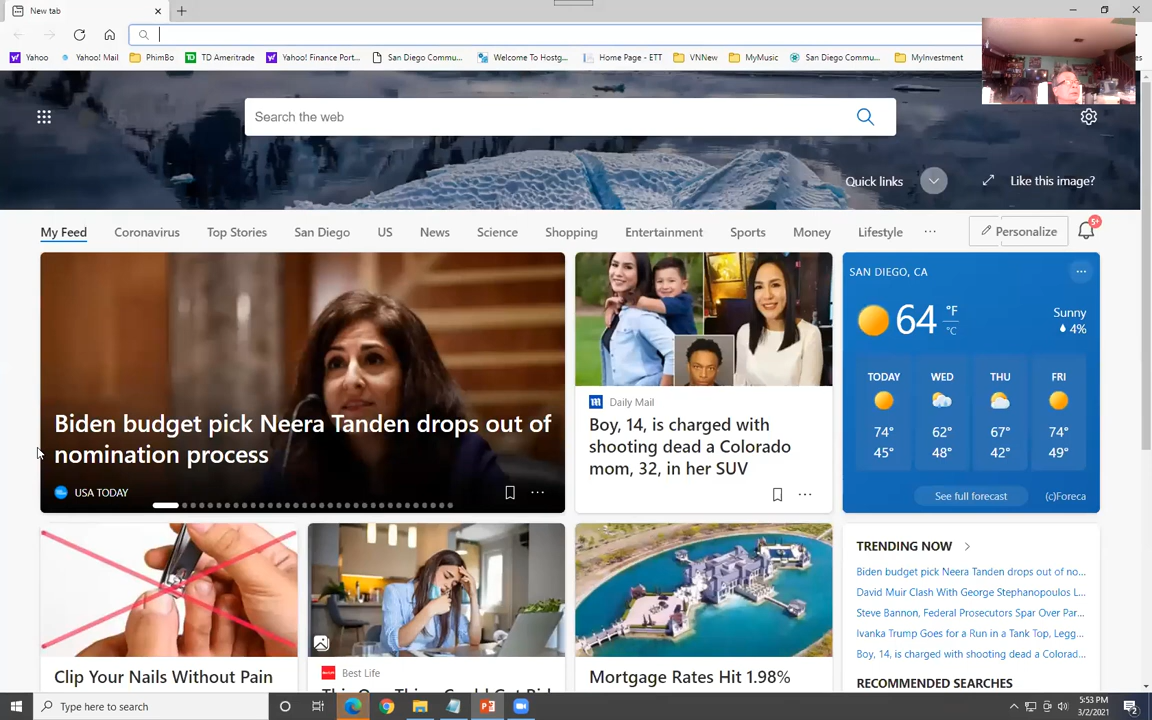 New tab
Yahoo
Yahoo! Mail
PhimBo
TD Ameritrade
Yahoo! Finance Port...
San Diego Commu...
Welcome To Hostg...
Home Page - ETT
VNNew
MyMusic
San Diego Commu...
MyInvestment
Search the web
Quick links
Like this image?
My Feed
Coronavirus
Top Stories
San Diego
US
News
Science
Shopping
Entertainment
Sports
Money
Lifestyle
...
Personalize
5+
Biden budget pick Neera Tanden drops out of
nomination process
USA TODAY
Daily Mail
Boy, 14, is charged with
shooting dead a Colorado
mom, 32, in her SUV
SAN DIEGO, CA
64 °F
°C
Sunny
4%
TODAY WED THU FRI
74° 62° 67° 74°
45° 48° 42° 49°
See full forecast
(c)Foreca
Clip Your Nails Without Pain
Best Life
Mortgage Rates Hit 1.98%
TRENDING NOW
Biden budget pick Neera Tanden drops out of no...
David Muir Clash With George Stephanopoulos L...
Steve Bannon, Federal Prosecutors Spar Over Par...
Ivanka Trump Goes for a Run in a Tank Top, Legg...
Boy, 14, is charged with shooting dead a Colorad...
RECOMMENDED SEARCHES
Type here to search
5:53 PM
3/2/2021
2